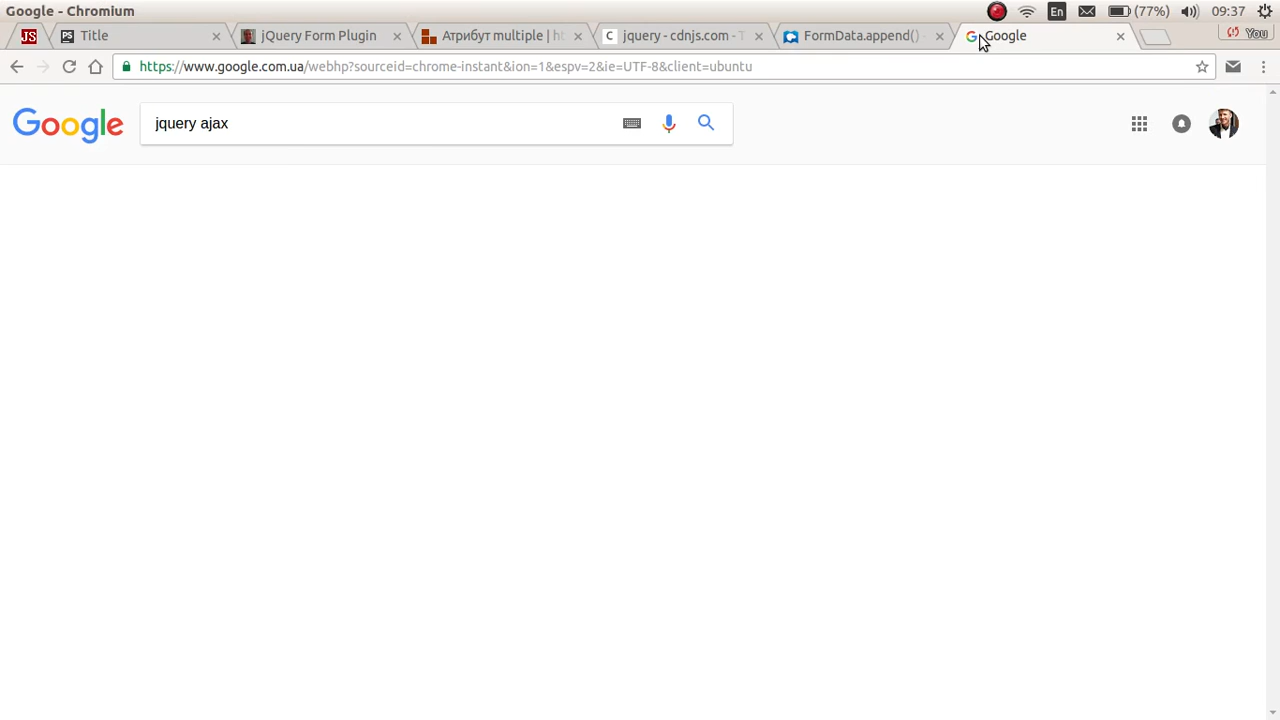 Google - Chromium
En
(77%)
09:37
JS
PS Title
jQuery Form Plugin
Атрибут multiple | ht
C jquery - cdnjs.com - T
FormData.append() -
G Google
You
https://www.google.com.ua/webhp?sourceid=chrome-instant&ion=1&espv=2&ie=UTF-8&client=ubuntu
Google
jquery ajax